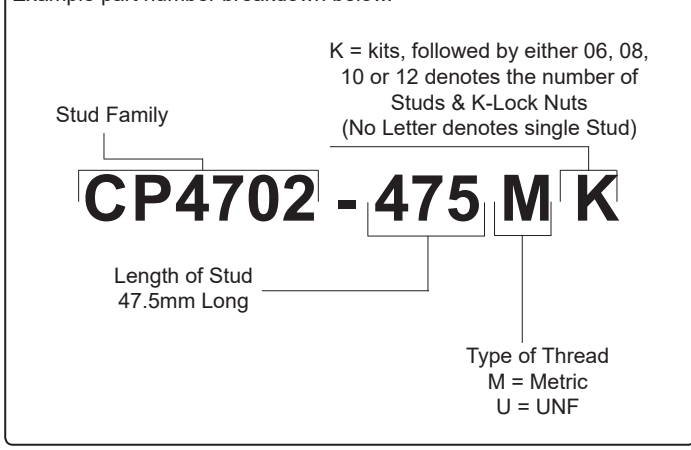 Example part number breakdown below.
K = kits, followed by either 06, 08,
10 or 12 denotes the number of
Studs & K-Lock Nuts
(No Letter denotes single Stud)
Stud Family
CP4702 - 475 M K
Length of Stud
47.5mm Long
Type of Thread
M = Metric
U = UNF